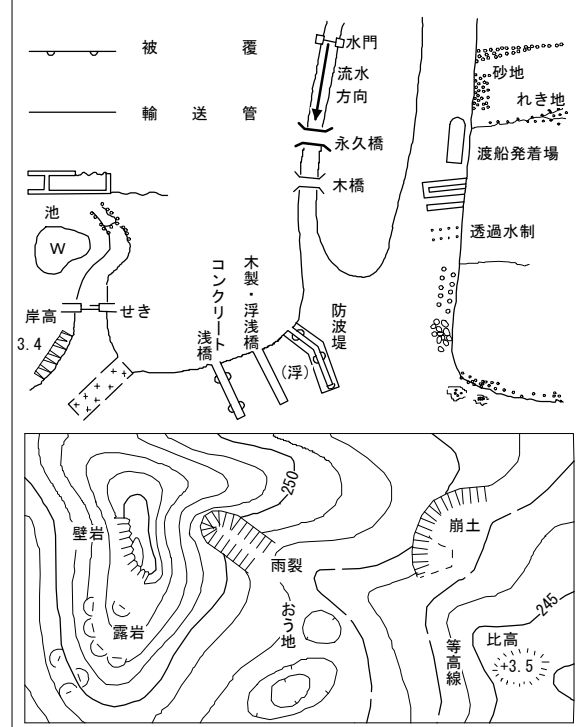 被覆
輸送管
水門
流水
方向
永久橋
木橋
砂地
れき地
渡船発着場
透過水制
池
W
岸高
3.4
せき
コンクリート
浅橋
木製・浮浅橋
(浮)
防波堤
250
壁岩
露岩
雨裂
おう地
崩土
等高線
245
比高
+3.5